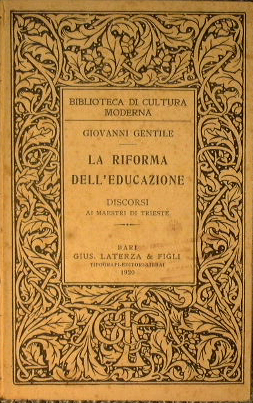 BIBLIOTECA DI CULTURA
MODERNA
GIOVANNI GENTILE
LA RIFORMA
DELL'EDUCAZIONE
DISCORSI
AI MAESTRI DI TRIESTE
BARI
GIUS. LATERZA & FIGLI
TIPOGRAFI-EDITORI-LIBRAI
1920